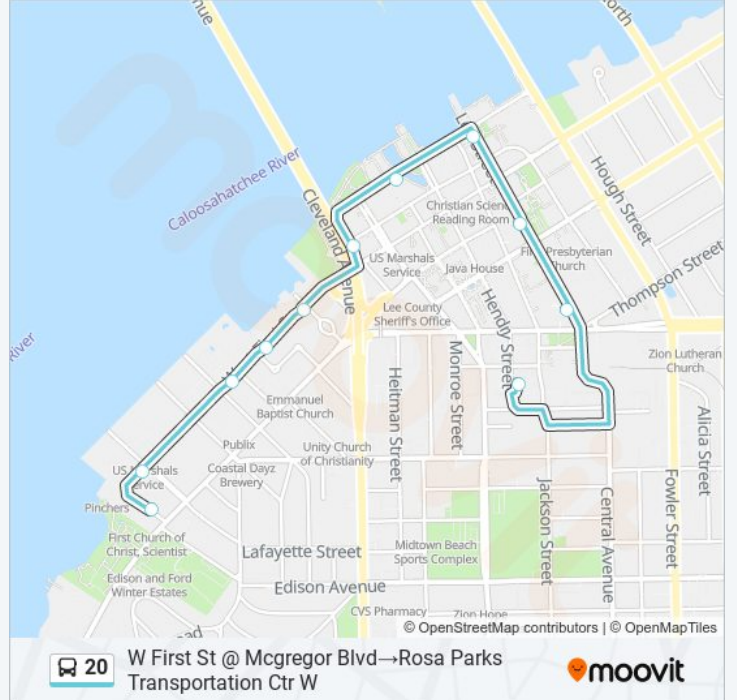 Caloosahatchee River
Cleveland Avenue
Hough Street
Christian Scien
Reading Room
First Presbyterian
Church
Thompson Street
US Marshals
Service
Java House
Lee County
Sheriff's Office
Hendly Street
River
Zion Lutheran
Church
Monroe Street
Heitman Street
Emmanuel
Baptist Church
Alicia Street
Publix
Unity Church
of Christianity
Coastal Dayz
Brewery
US Marshals
Service
Pinchers
Fowler Street
Jackson Street
Central Avenue
First Church of
Christ, Scientist
Lafayette Street
Midtown Beach
Sports Complex
Edison and Ford
Winter Estates
Edison Avenue
CVS Pharmacy
Zion Hope
© OpenStreetMap contributors | © OpenMapTiles
20
W First St @ Mcgregor Blvd→Rosa Parks
Transportation Ctr W
moovit